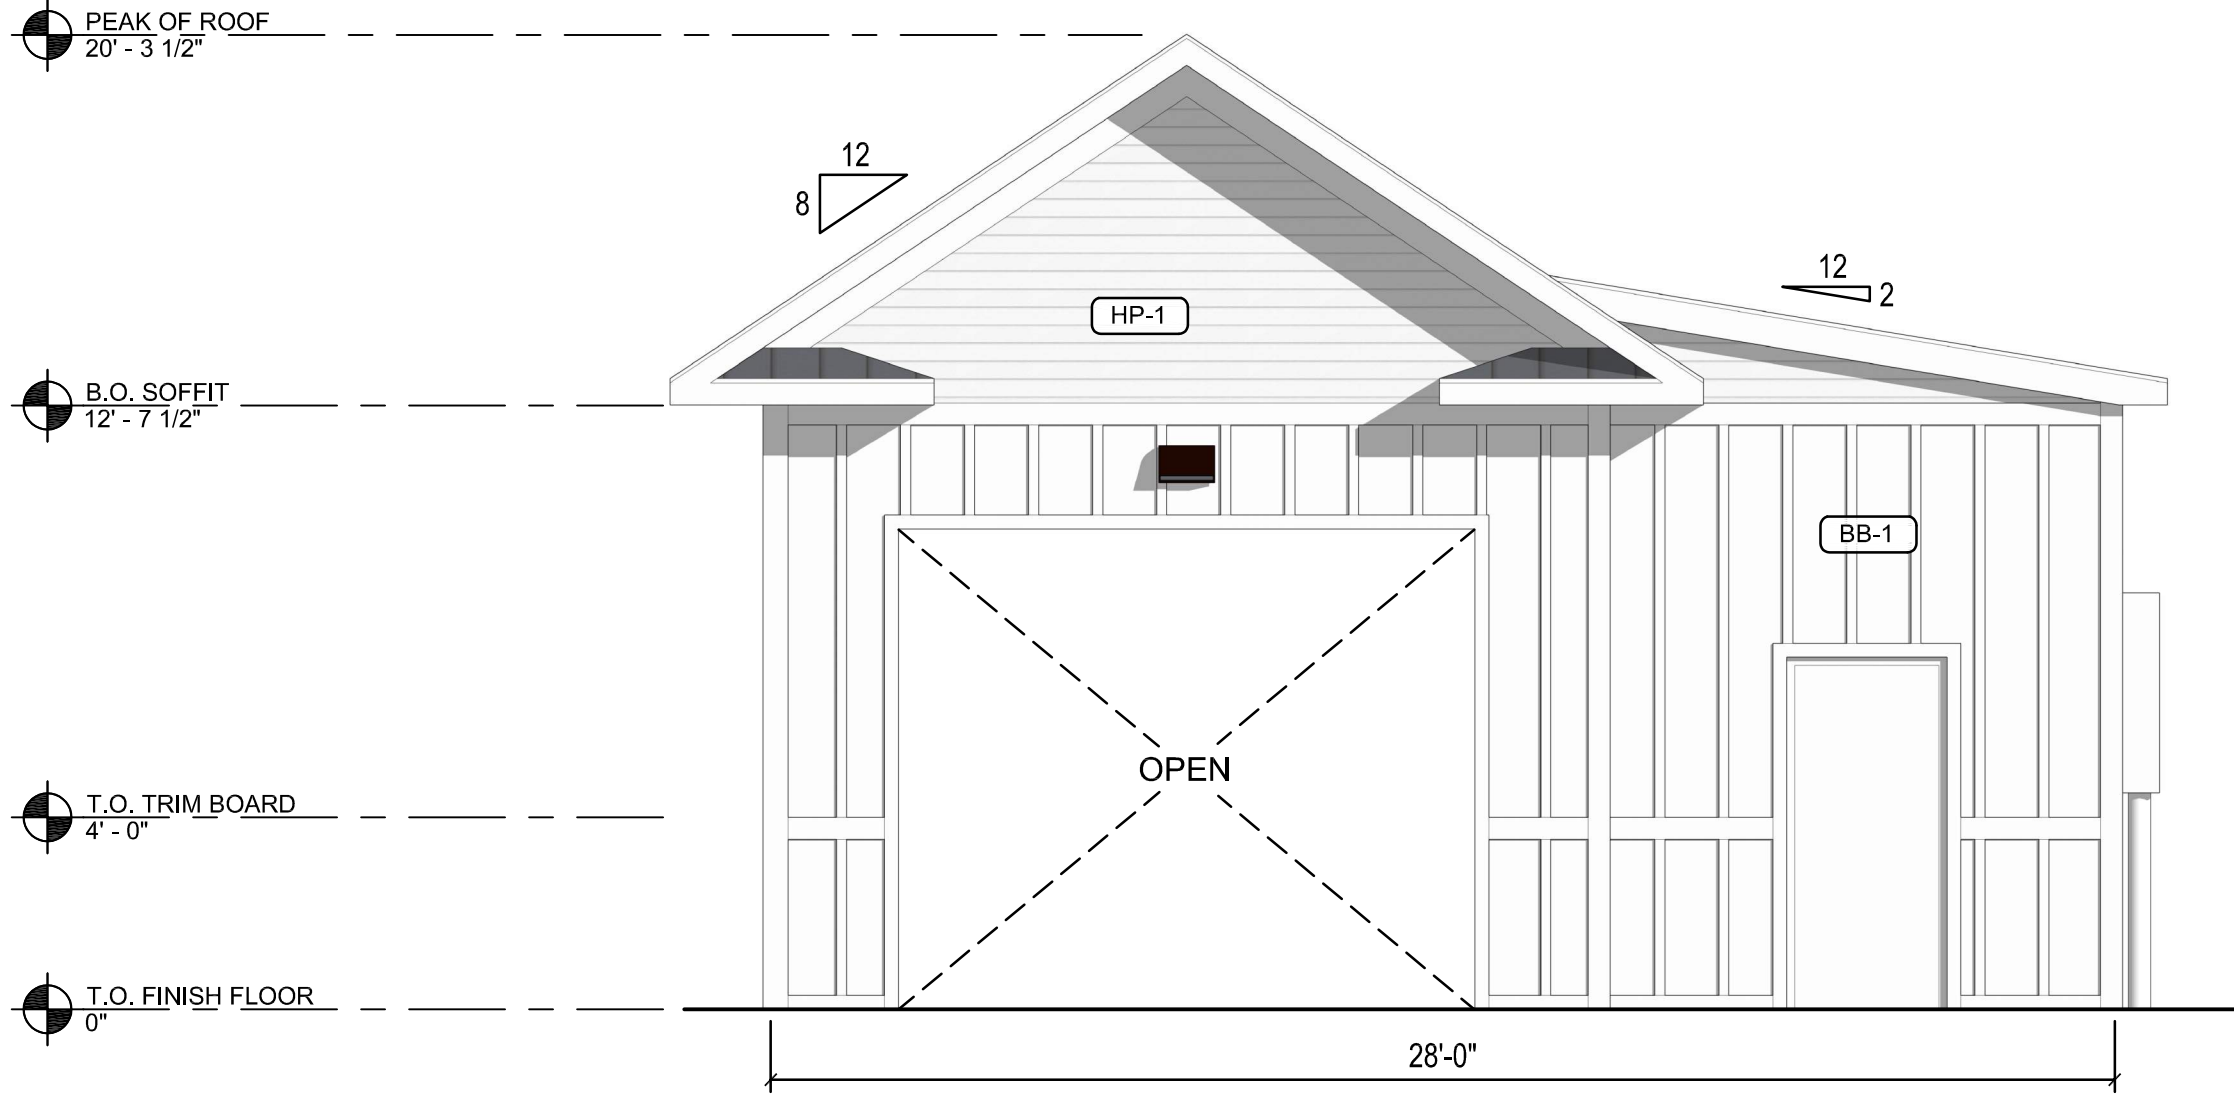 PEAK OF ROOF
20' - 3 1/2"
12
8
12
2
HP-1
B.O. SOFFIT
12' - 7 1/2"
BB-1
OPEN
T.O. TRIM BOARD
4' - 0"
T.O. FINISH FLOOR
0"
28'-0"